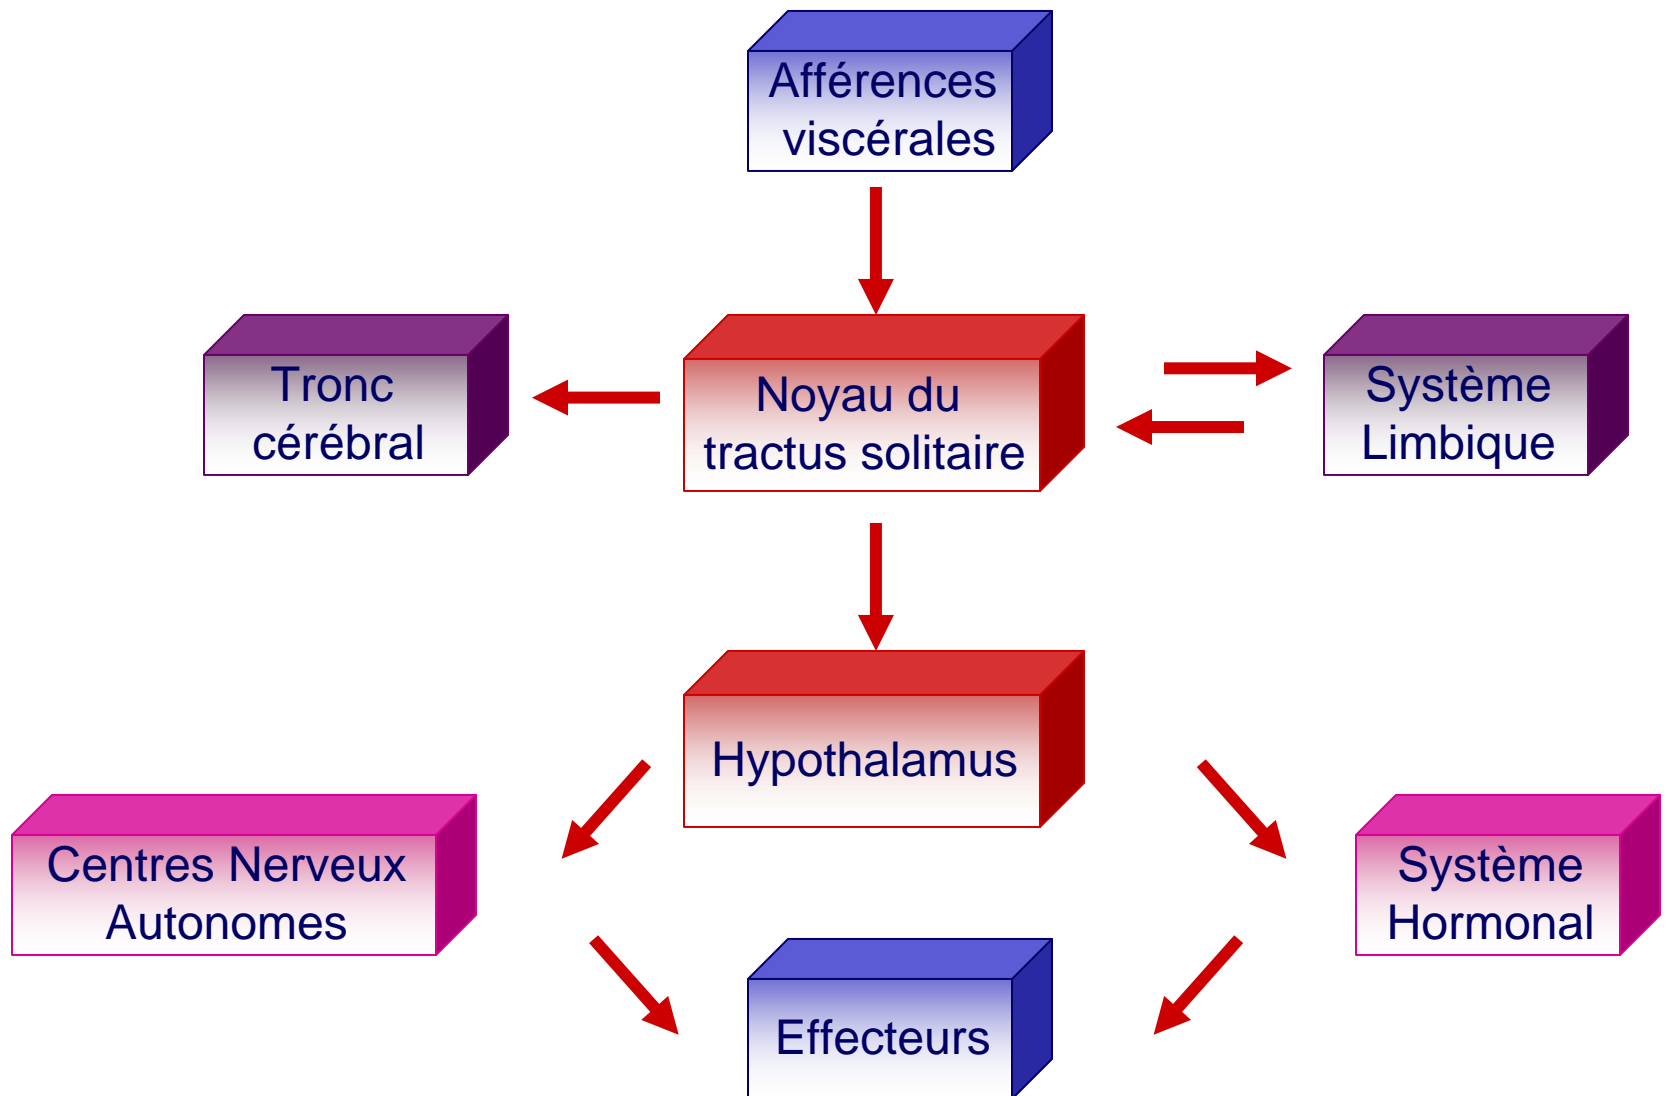 Afférences
viscérales
Tronc
cérébral
Noyau du
tractus solitaire
Système
Limbique
Hypothalamus
Centres Nerveux
Autonomes
Système
Hormonal
Effecteurs